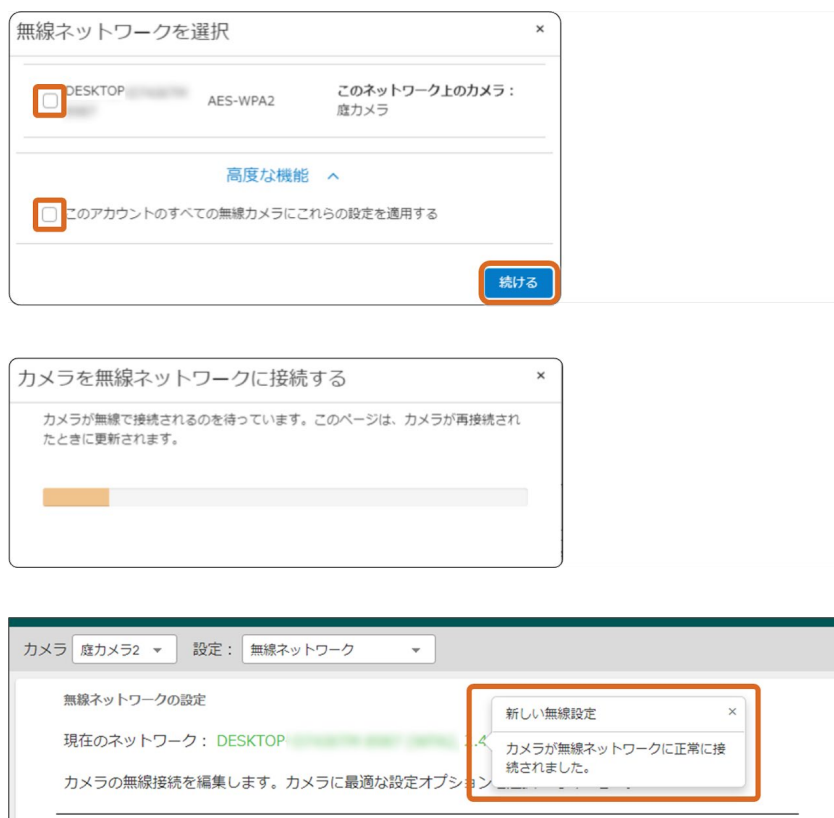 無線ネットワークを選択 ×
DESKTOP
AES-WPA2
このネットワーク上のカメラ：
庭カメラ
高度な機能
このアカウントのすべての無線カメラにこれらの設定を適用する
続ける
カメラを無線ネットワークに接続する ×
カメラが無線で接続されるのを待っています。このページは、カメラが再接続され
たときに更新されます。
カメラ 庭カメラ2 設定： 無線ネットワーク
無線ネットワークの設定
現在のネットワーク： DESKTOP
カメラの無線接続を編集します。カメラに最適な設定オプション
新しい無線設定 ×
カメラが無線ネットワークに正常に接
続されました。